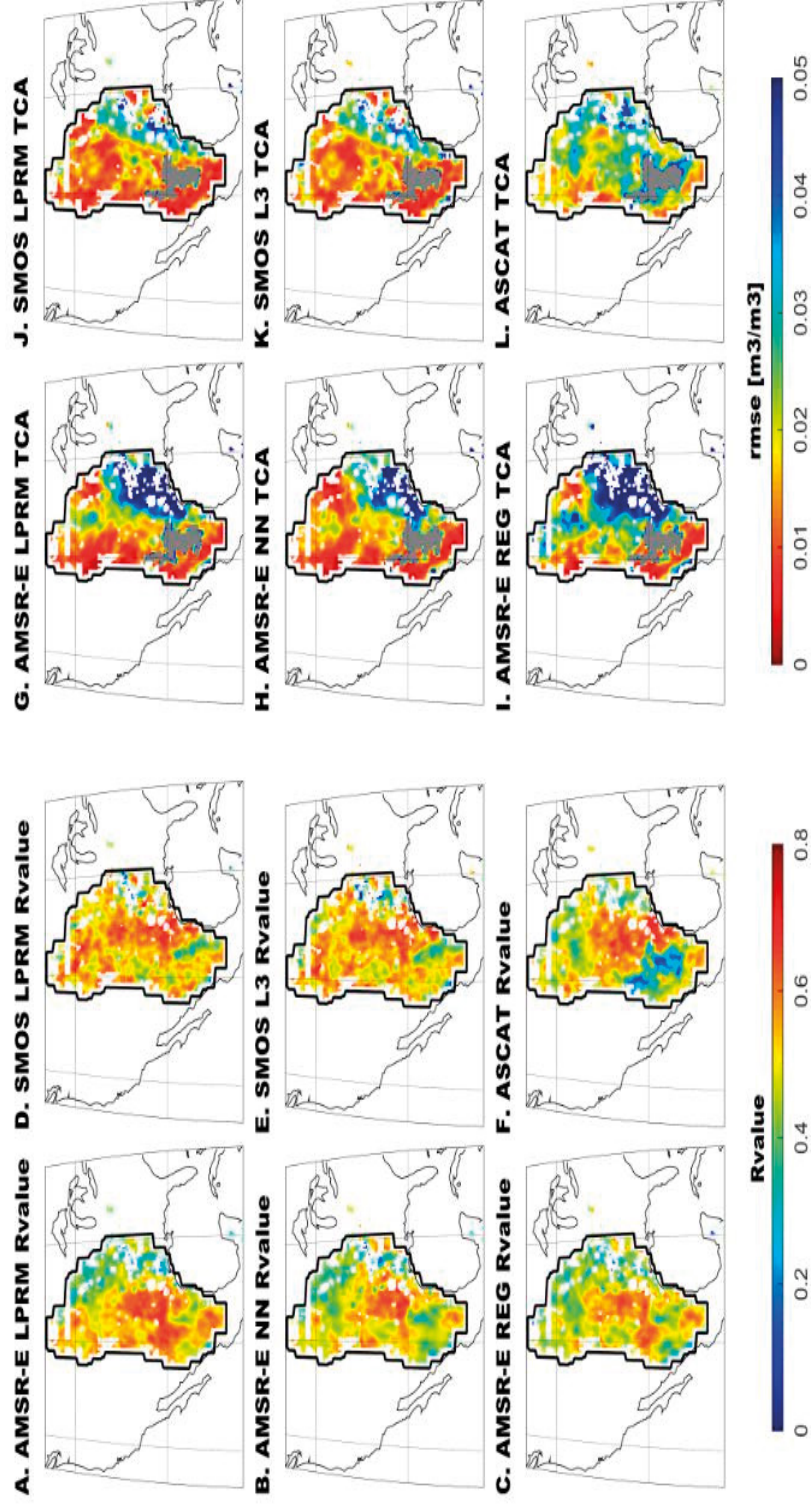 A. AMSR-E LPRM Rvalue
D. SMOS LPRM Rvalue
B. AMSR-E NN Rvalue
E. SMOS L3 Rvalue
C. AMSR-E REG Rvalue
F. ASCAT Rvalue
Rvalue
0 0.2 0.4 0.6 0.8
G. AMSR-E LPRM TCA
J. SMOS LPRM TCA
H. AMSR-E NN TCA
K. SMOS L3 TCA
I. AMSR-E REG TCA
L. ASCAT TCA
rmse [m3/m3]
0 0.01 0.02 0.03 0.04 0.05